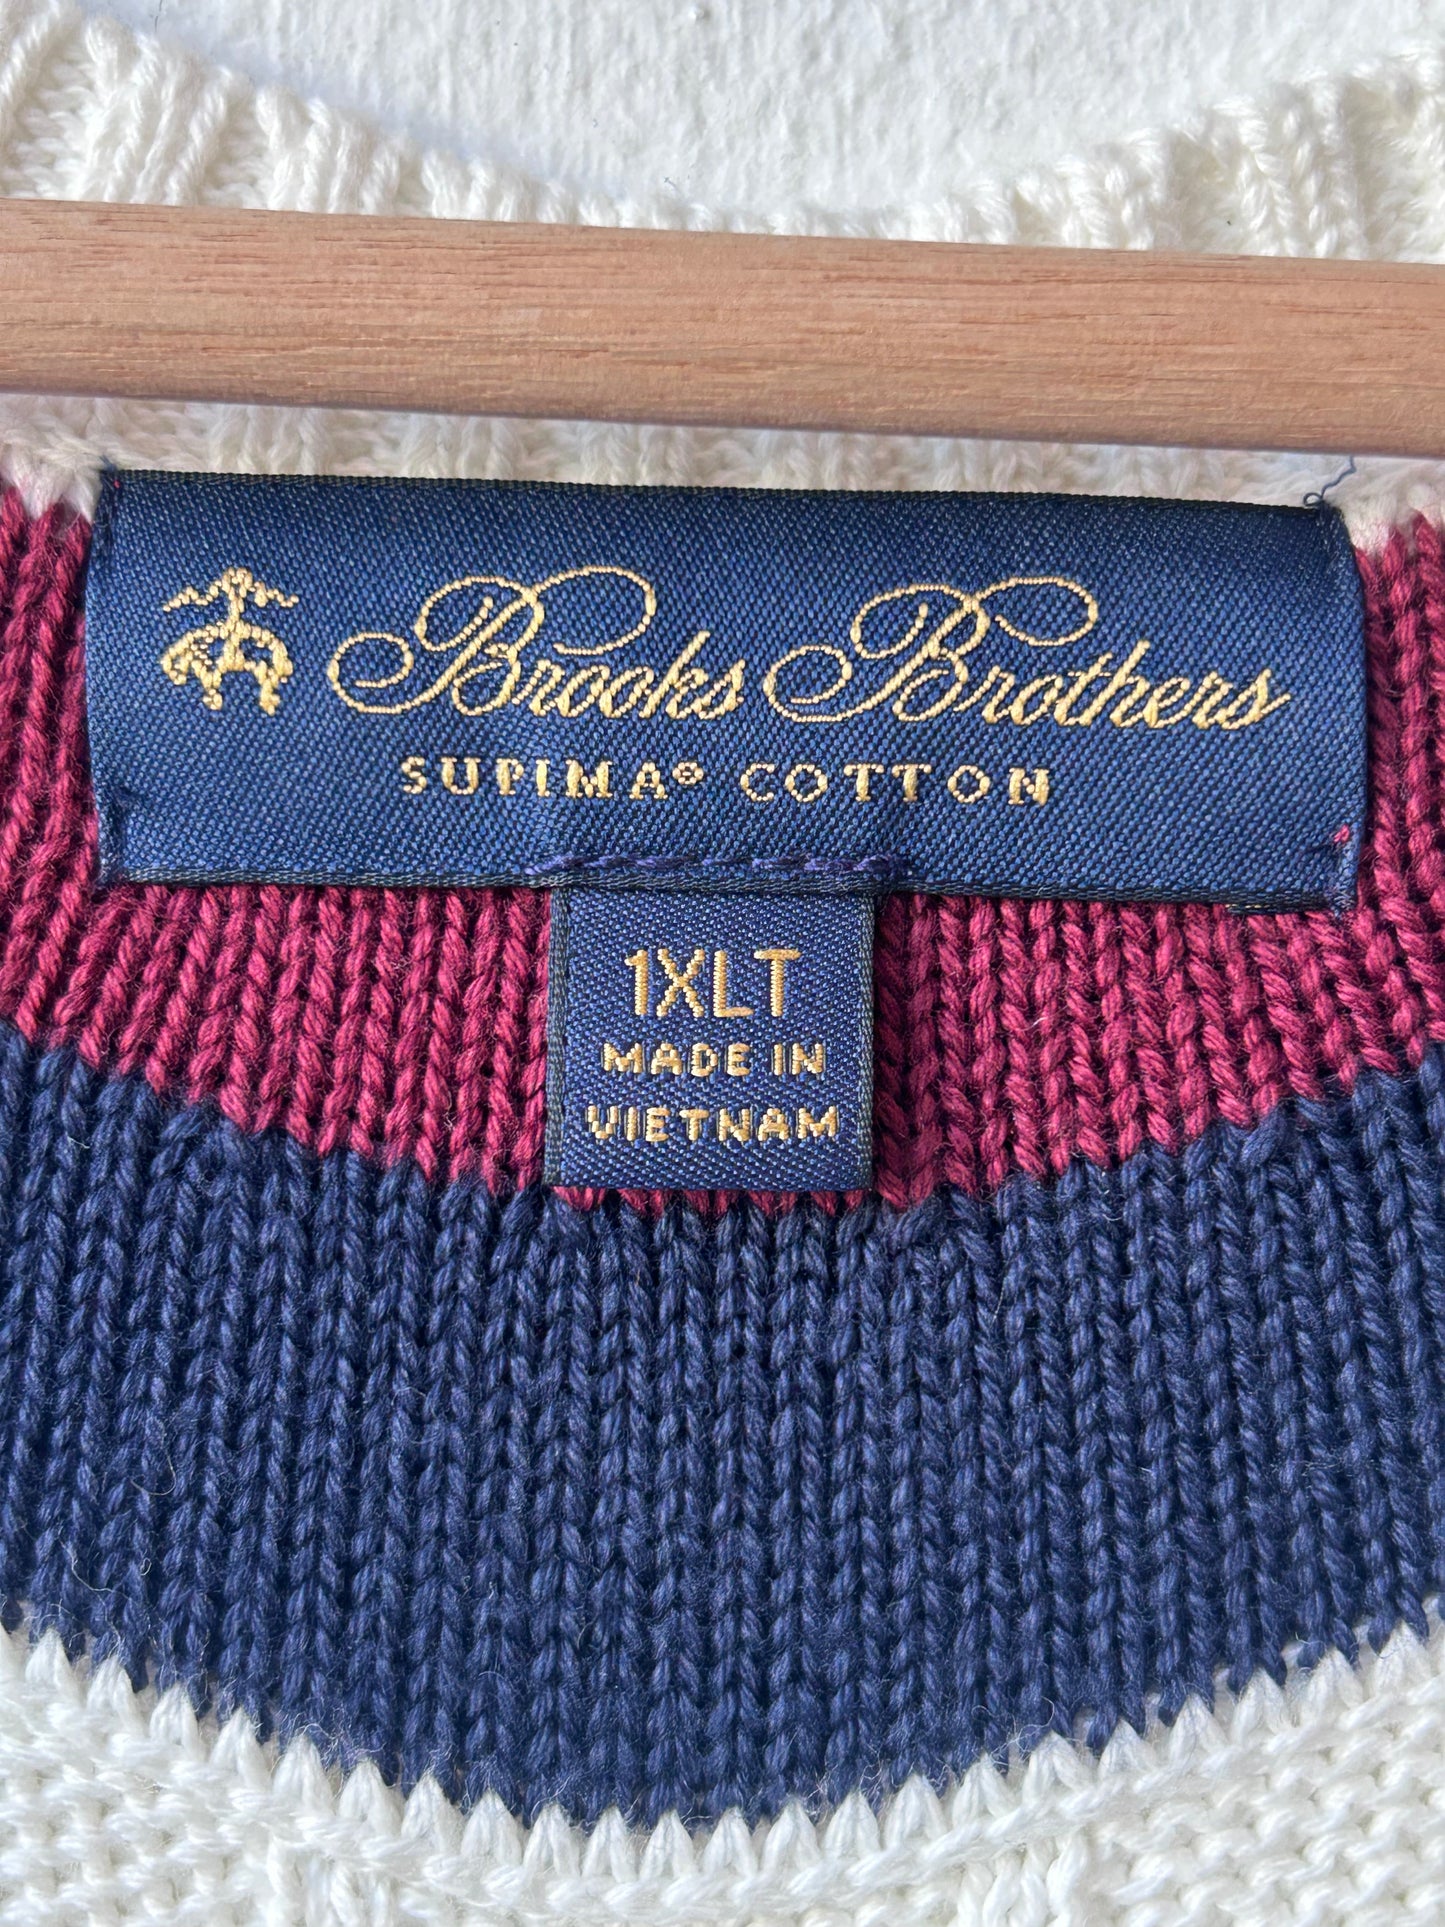 Brooks Brothers
SUPIMA® COTTON
1XLT
MADE IN
VIETNAM